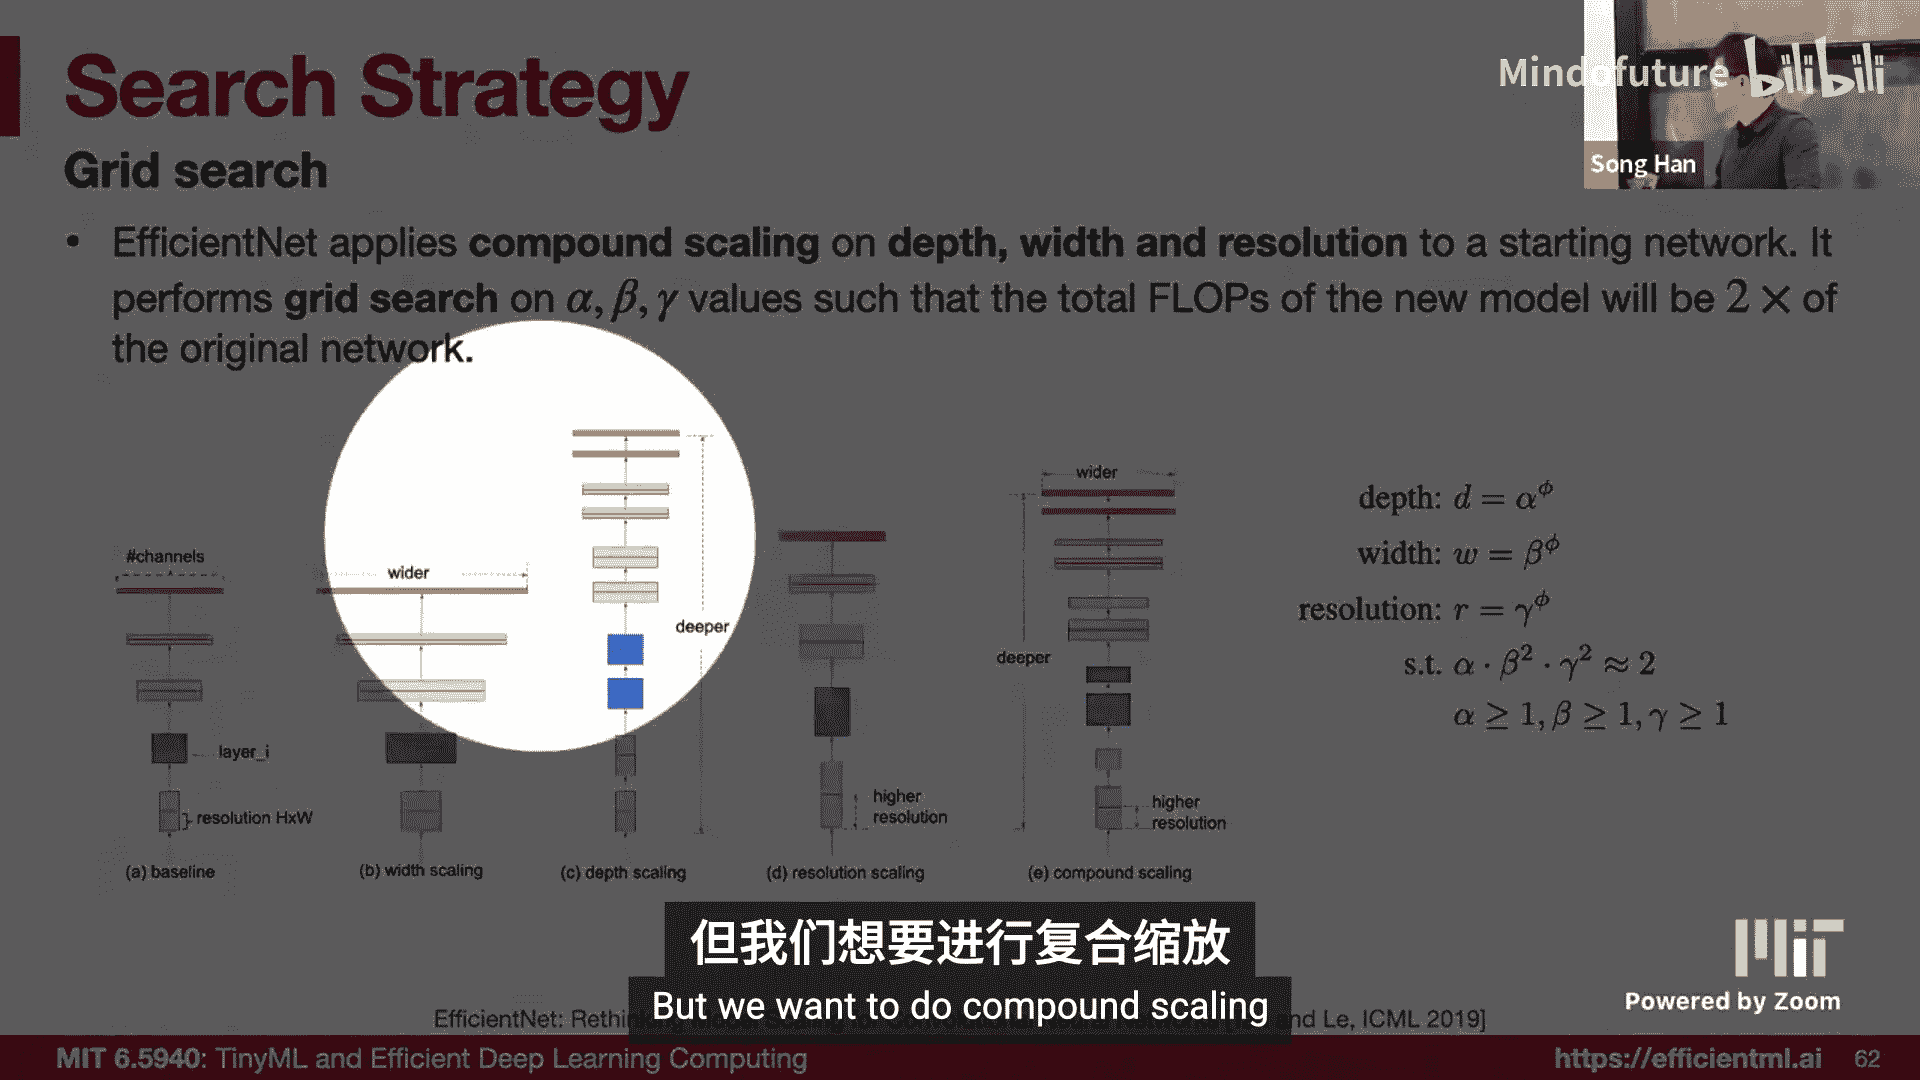 Search Strategy
Mindofuture bilibili
Song Han
Grid search
• EfficientNet applies compound scaling on depth, width and resolution to a starting network. It
performs grid search on α, β, γ values such that the total FLOPs of the new model will be 2 × of
the original network.
#channels
layer_i
resolution HxW
(a) baseline
wider
(b) width scaling
deeper
(c) depth scaling
higher
resolution
(d) resolution scaling
wider
deeper
higher
resolution
(e) compound scaling
depth: d = α^ϕ
width: w = β^ϕ
resolution: r = γ^ϕ
s.t. α · β² · γ² ≈ 2
α ≥ 1, β ≥ 1, γ ≥ 1
但我们想要进行复合缩放
But we want to do compound scaling
MIT
Powered by Zoom
EfficientNet: and Le, ICML 2019]
MIT 6.5940: TinyML and Efficient Deep Learning Computing
https://efficientml.ai 62